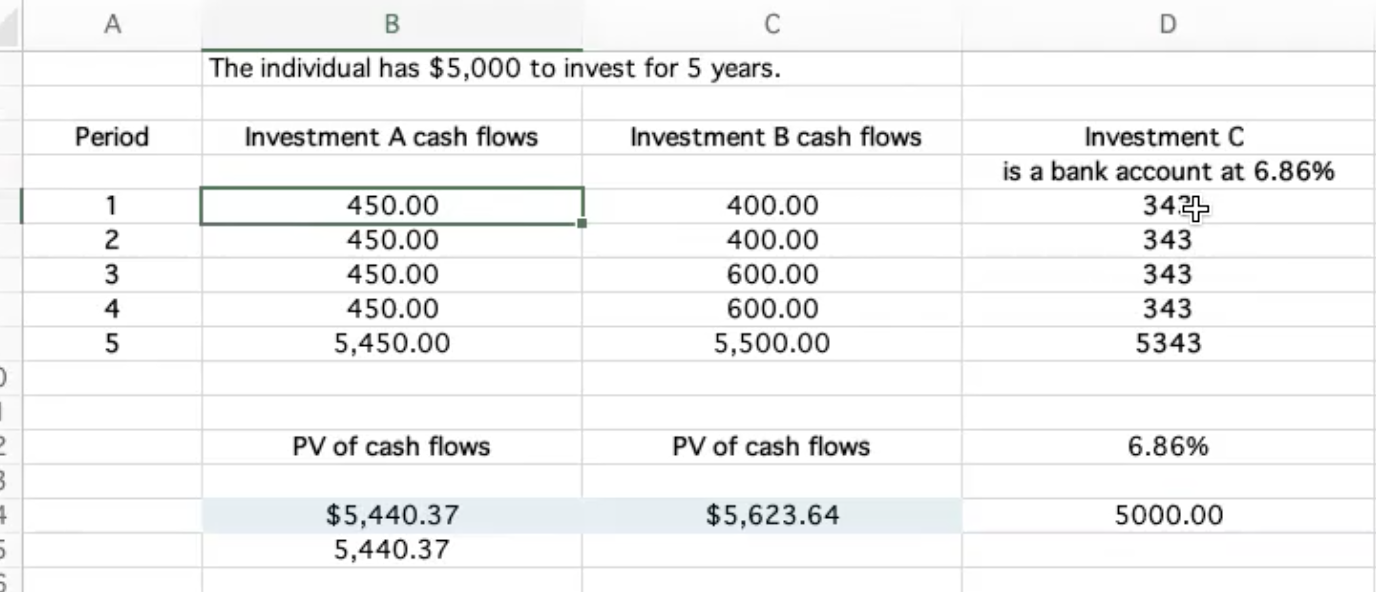 A B C D
The individual has $5,000 to invest for 5 years.
Period Investment A cash flows Investment B cash flows Investment C
is a bank account at 6.86%
1 450.00 400.00
2 450.00 400.00 343
3 450.00 600.00 343
4 450.00 600.00 343
5 5,450.00 5,500.00 5343
PV of cash flows PV of cash flows 6.86%
$5,440.37 $5,623.64 5000.00
5,440.37